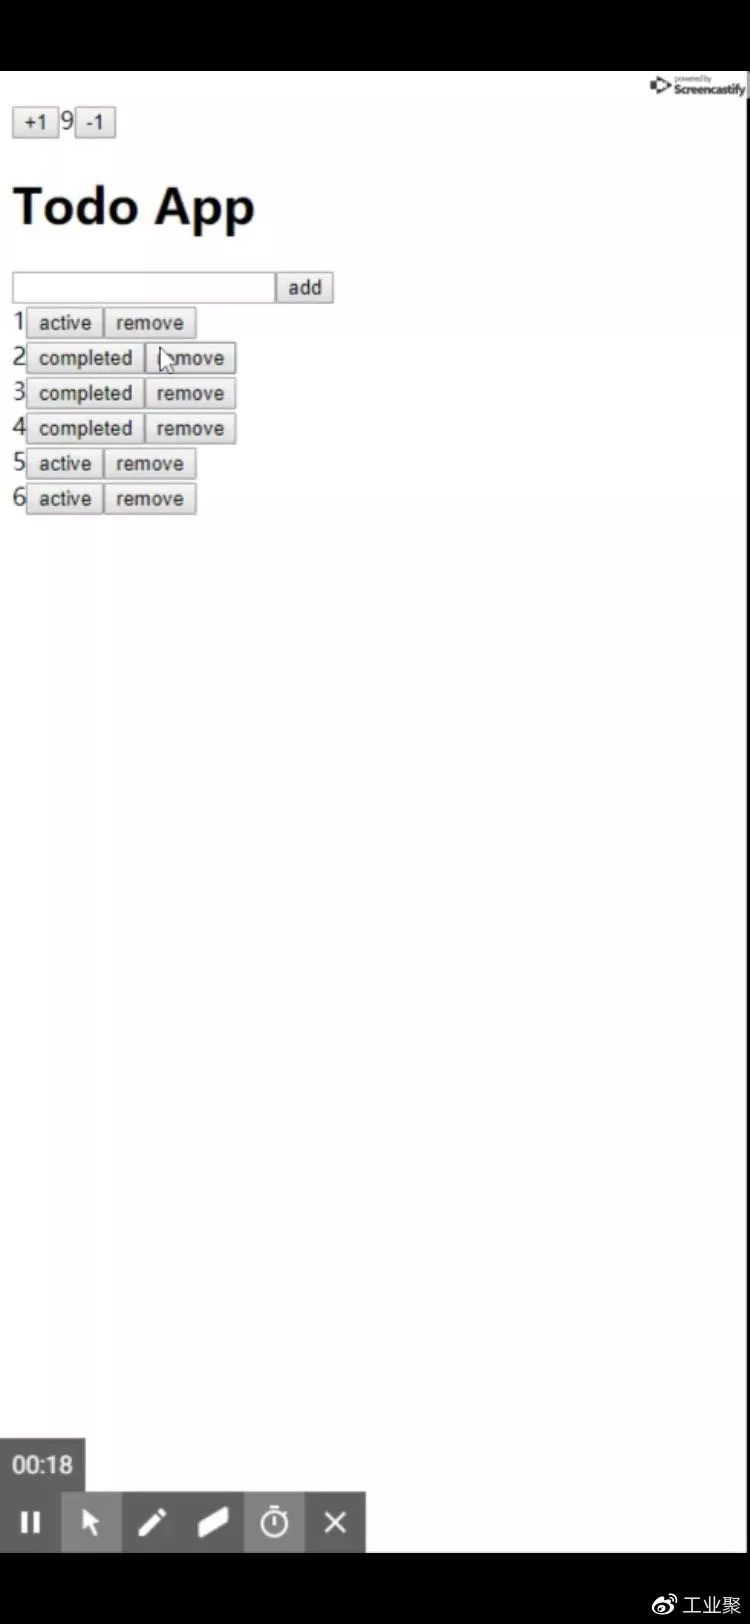 powered by
Screencastify
+1 9 -1
Todo App
add
1 active remove
2 completed remove
3 completed remove
4 completed remove
5 active remove
6 active remove
00:18
工业聚